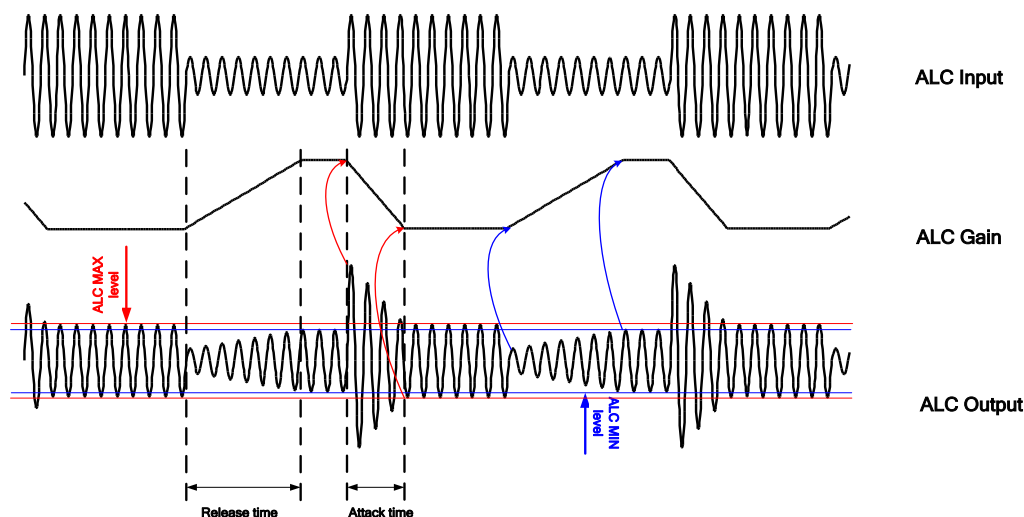 ALC Input
ALC Gain
ALC MAX
level
ALC Output
ALC MIN
level
Release time
Attack time